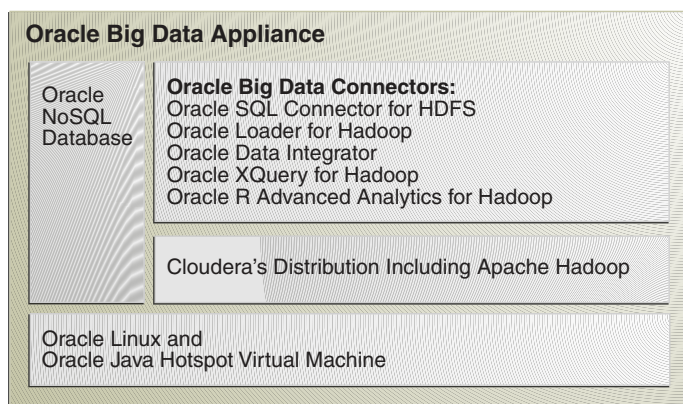 Oracle Big Data Appliance
Oracle
NoSQL
Database
Oracle Big Data Connectors:
Oracle SQL Connector for HDFS
Oracle Loader for Hadoop
Oracle Data Integrator
Oracle XQuery for Hadoop
Oracle R Advanced Analytics for Hadoop
Cloudera's Distribution Including Apache Hadoop
Oracle Linux and
Oracle Java Hotspot Virtual Machine